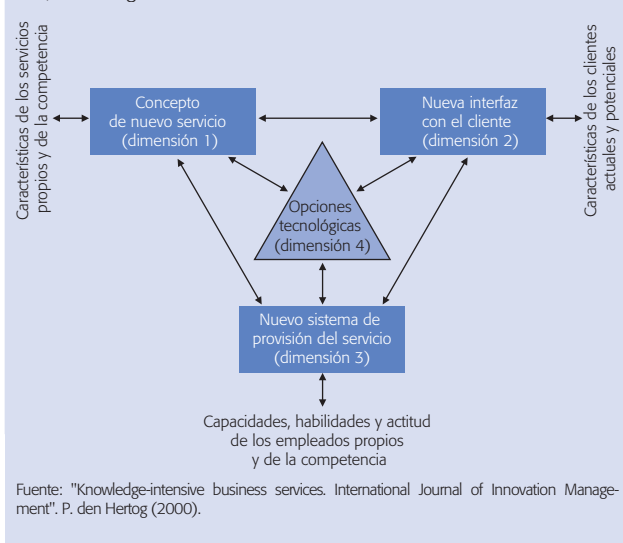 Características de los servicios
propios y de la competencia
Concepto
de nuevo servicio
(dimensión 1)
Nueva interfaz
con el cliente
(dimensión 2)
Características de los clientes
actuales y potenciales
Opciones
tecnológicas
(dimensión 4)
Nuevo sistema de
provisión del servicio
(dimensión 3)
Capacidades, habilidades y actitud
de los empleados propios
y de la competencia
Fuente: "Knowledge-intensive business services. International Journal of Innovation Manage-
ment". P. den Hertog (2000).